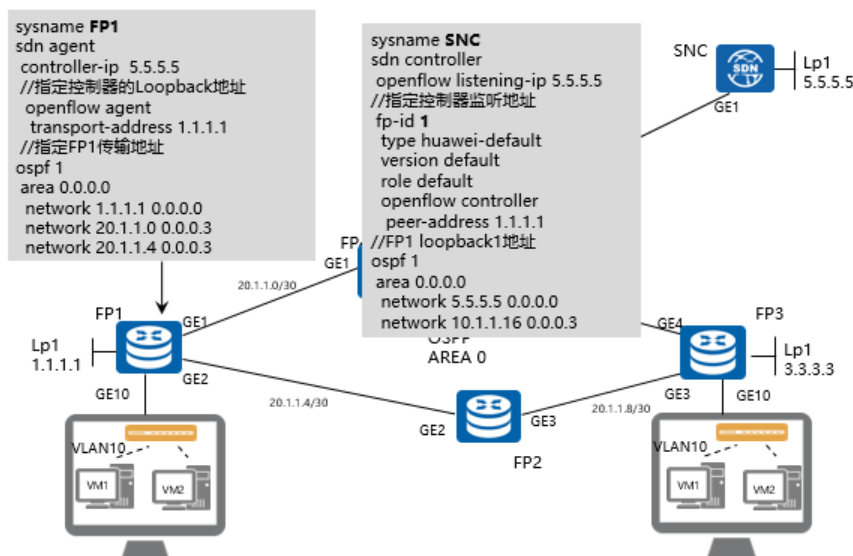 sysname FP1
sdn agent
controller-ip 5.5.5.5
//指定控制器的Loopback地址
openflow agent
transport-address 1.1.1.1
//指定FP1传输地址
ospf 1
area 0.0.0.0
network 1.1.1.1 0.0.0.0
network 20.1.1.0 0.0.0.3
network 20.1.1.4 0.0.0.3
sysname SNC
sdn controller
openflow listening-ip 5.5.5.5
//指定控制器监听地址
fp-id 1
type huawei-default
version default
role default
openflow controller
peer-address 1.1.1.1
//FP1 loopback1地址
ospf 1
area 0.0.0.0
network 5.5.5.5 0.0.0.0
network 10.1.1.16 0.0.0.3
SNC
SDN
Lp1
5.5.5.5
GE1
FP
GE1
20.1.1.0/30
FP1
GE1
Lp1
1.1.1.1
GE2
GE10
AREA 0
GE4
FP3
Lp1
3.3.3.3
GE3
GE10
20.1.1.4/30
20.1.1.8/30
GE2
GE3
FP2
VLAN10
VM1
VM2
VLAN10
VM1
VM2